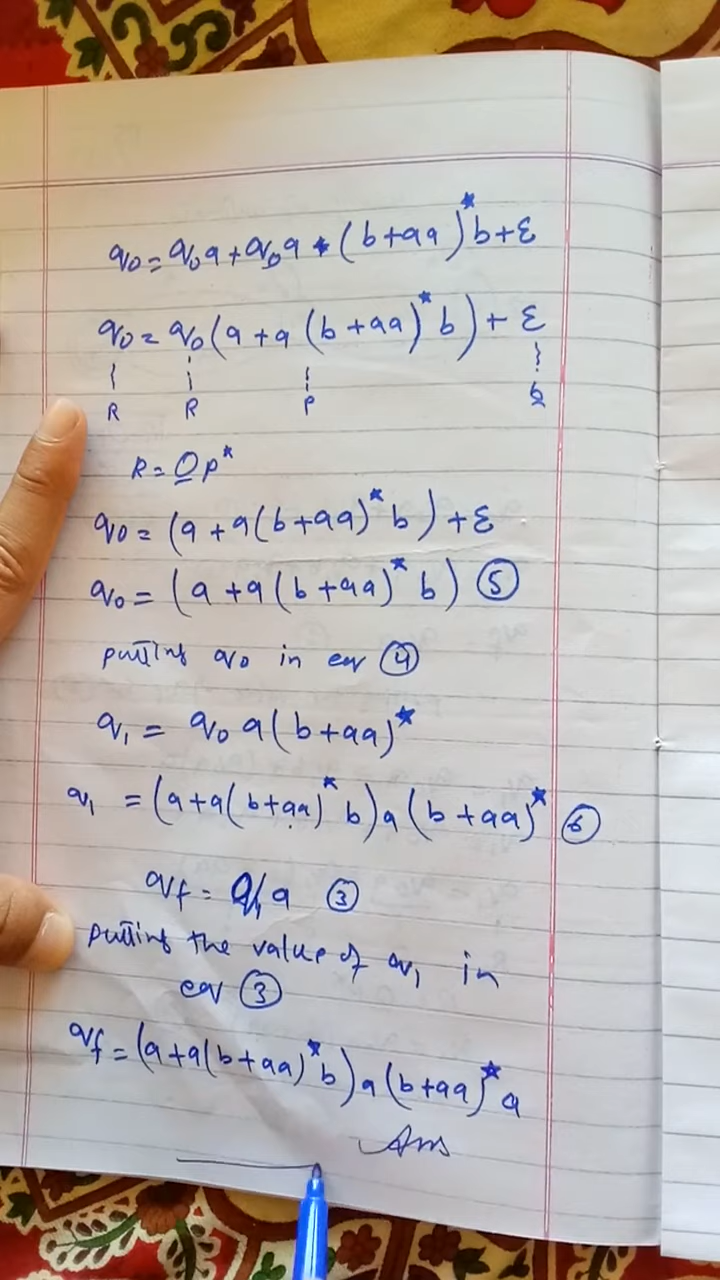 q₀ = q₀a + q₀a + (b+aa)*b+ε
q₀ = q₀(a + a (b+aa)*b) + ε
R R P Q
R = QP*
q₀ = (a + a(b+aa)*b) + ε
q₀ = (a + a(b+aa)*b) ⑤
putting q₀ in eq ④
q₁ = q₀ a(b+aa)*
q₁ = (a+a(b+aa)*b)a(b+aa)* ⑥
qf = q₁a ③
putting the value of q₁ in
eq ③
qf = (a+a(b+aa)*b)a(b+aa)*a
Ans